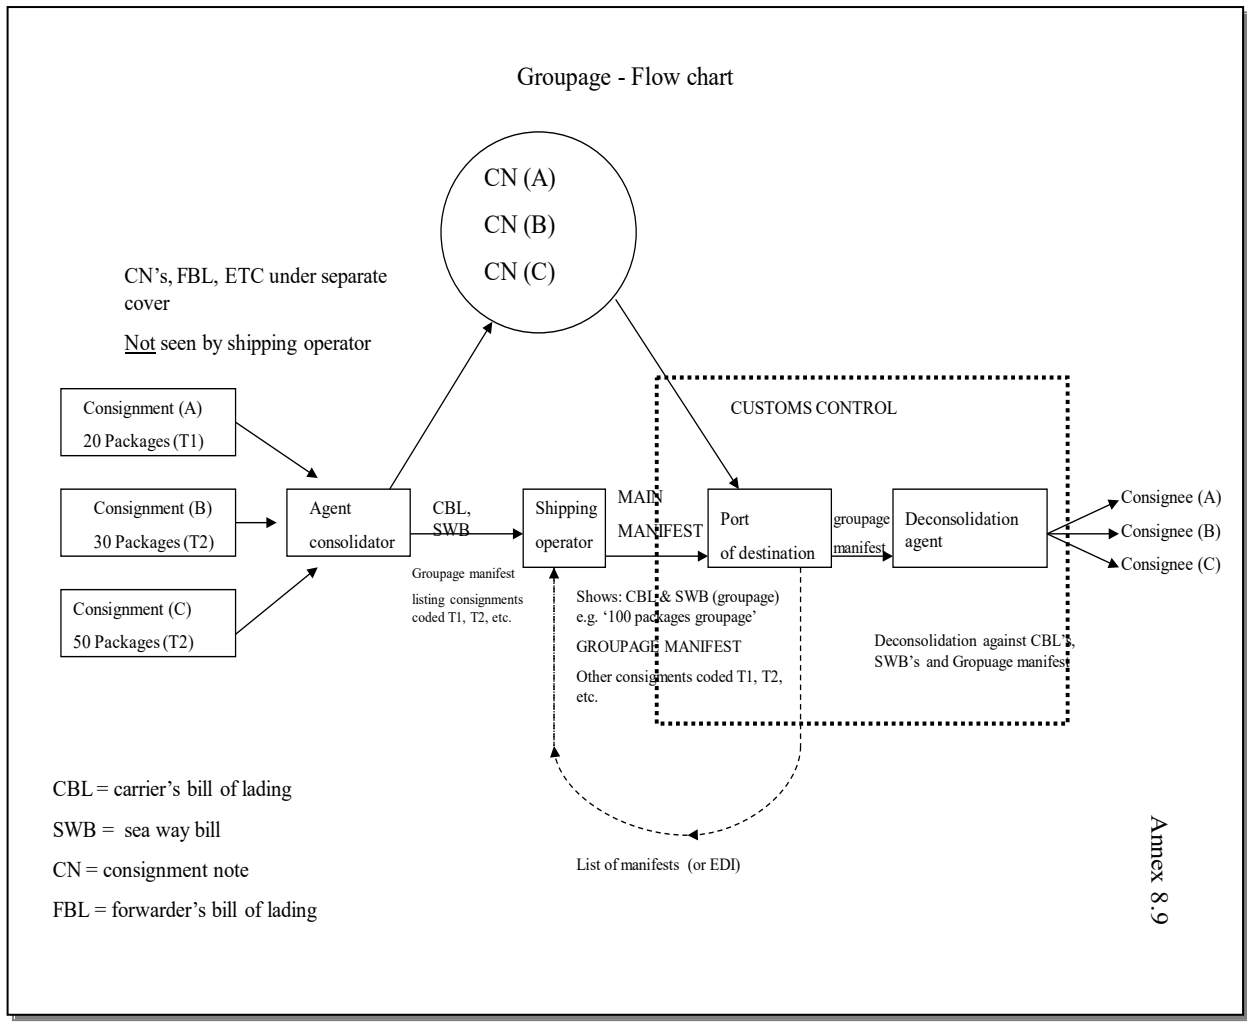 Groupage - Flow chart
CN (A)
CN (B)
CN (C)
CN's, FBL, ETC under separate
cover
Not seen by shipping operator
Consignment (A)
20 Packages (T1)
Consignment (B)
30 Packages (T2)
Consignment (C)
50 Packages (T2)
Agent
consolidator
CBL,
SWB
Groupage manifest
listing consignments
coded T1, T2, etc.
Shipping
operator
MAIN
MANIFEST
Shows: CBL & SWB (groupage)
e.g. ‘100 packages groupage’
GROUPAGE MANIFEST
Other consigments coded T1, T2,
etc.
CUSTOMS CONTROL
Port
of destination
groupage
manifest
Deconsolidation
agent
Deconsolidation against CBL’s,
SWB’s and Gropuage manifest
Consignee (A)
Consignee (B)
Consignee (C)
List of manifests (or EDI)
CBL = carrier’s bill of lading
SWB = sea way bill
CN = consignment note
FBL = forwarder’s bill of lading
Annex 8.9